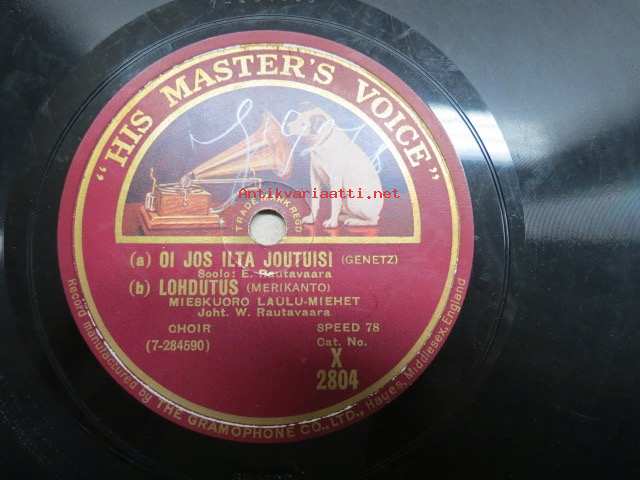 "HIS MASTER'S VOICE"
Antikvariaatti.net
TRADE MARK REGD
(a) OI JOS ILTA JOUTUISI (GENETZ)
Soolo: E. Rautavaara
(b) LOHDUTUS (MERIKANTO)
MIESKUORO LAULU-MIEHET
Joht. W. Rautavaara
CHOIR SPEED 78
(7-284590) Cat. No.
X
2804
Record manufactured by THE GRAMOPHONE CO., LTD., Hayes, Middlesex, England